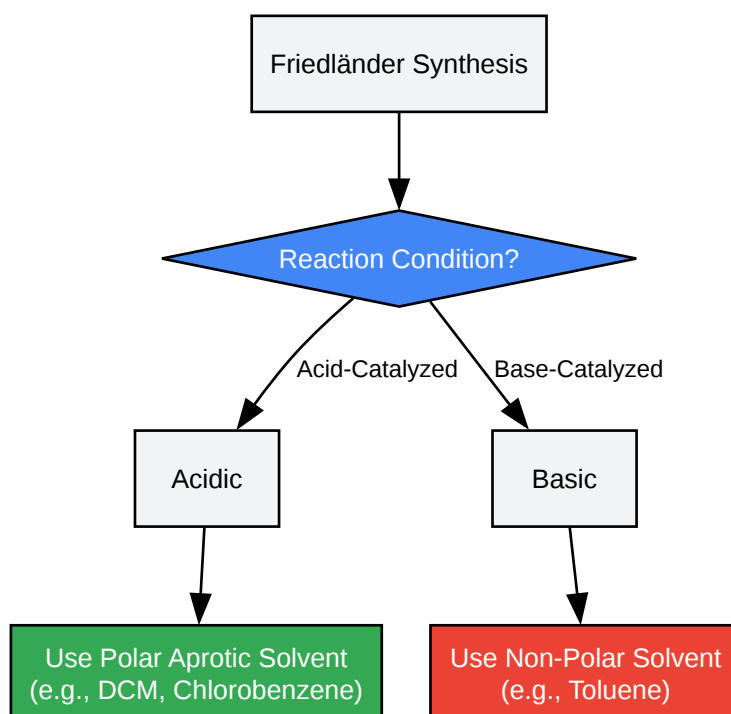 Friedländer Synthesis
Reaction Condition?
Acid-Catalyzed
Base-Catalyzed
Acidic
Basic
Use Polar Aprotic Solvent
(e.g., DCM, Chlorobenzene)
Use Non-Polar Solvent
(e.g., Toluene)